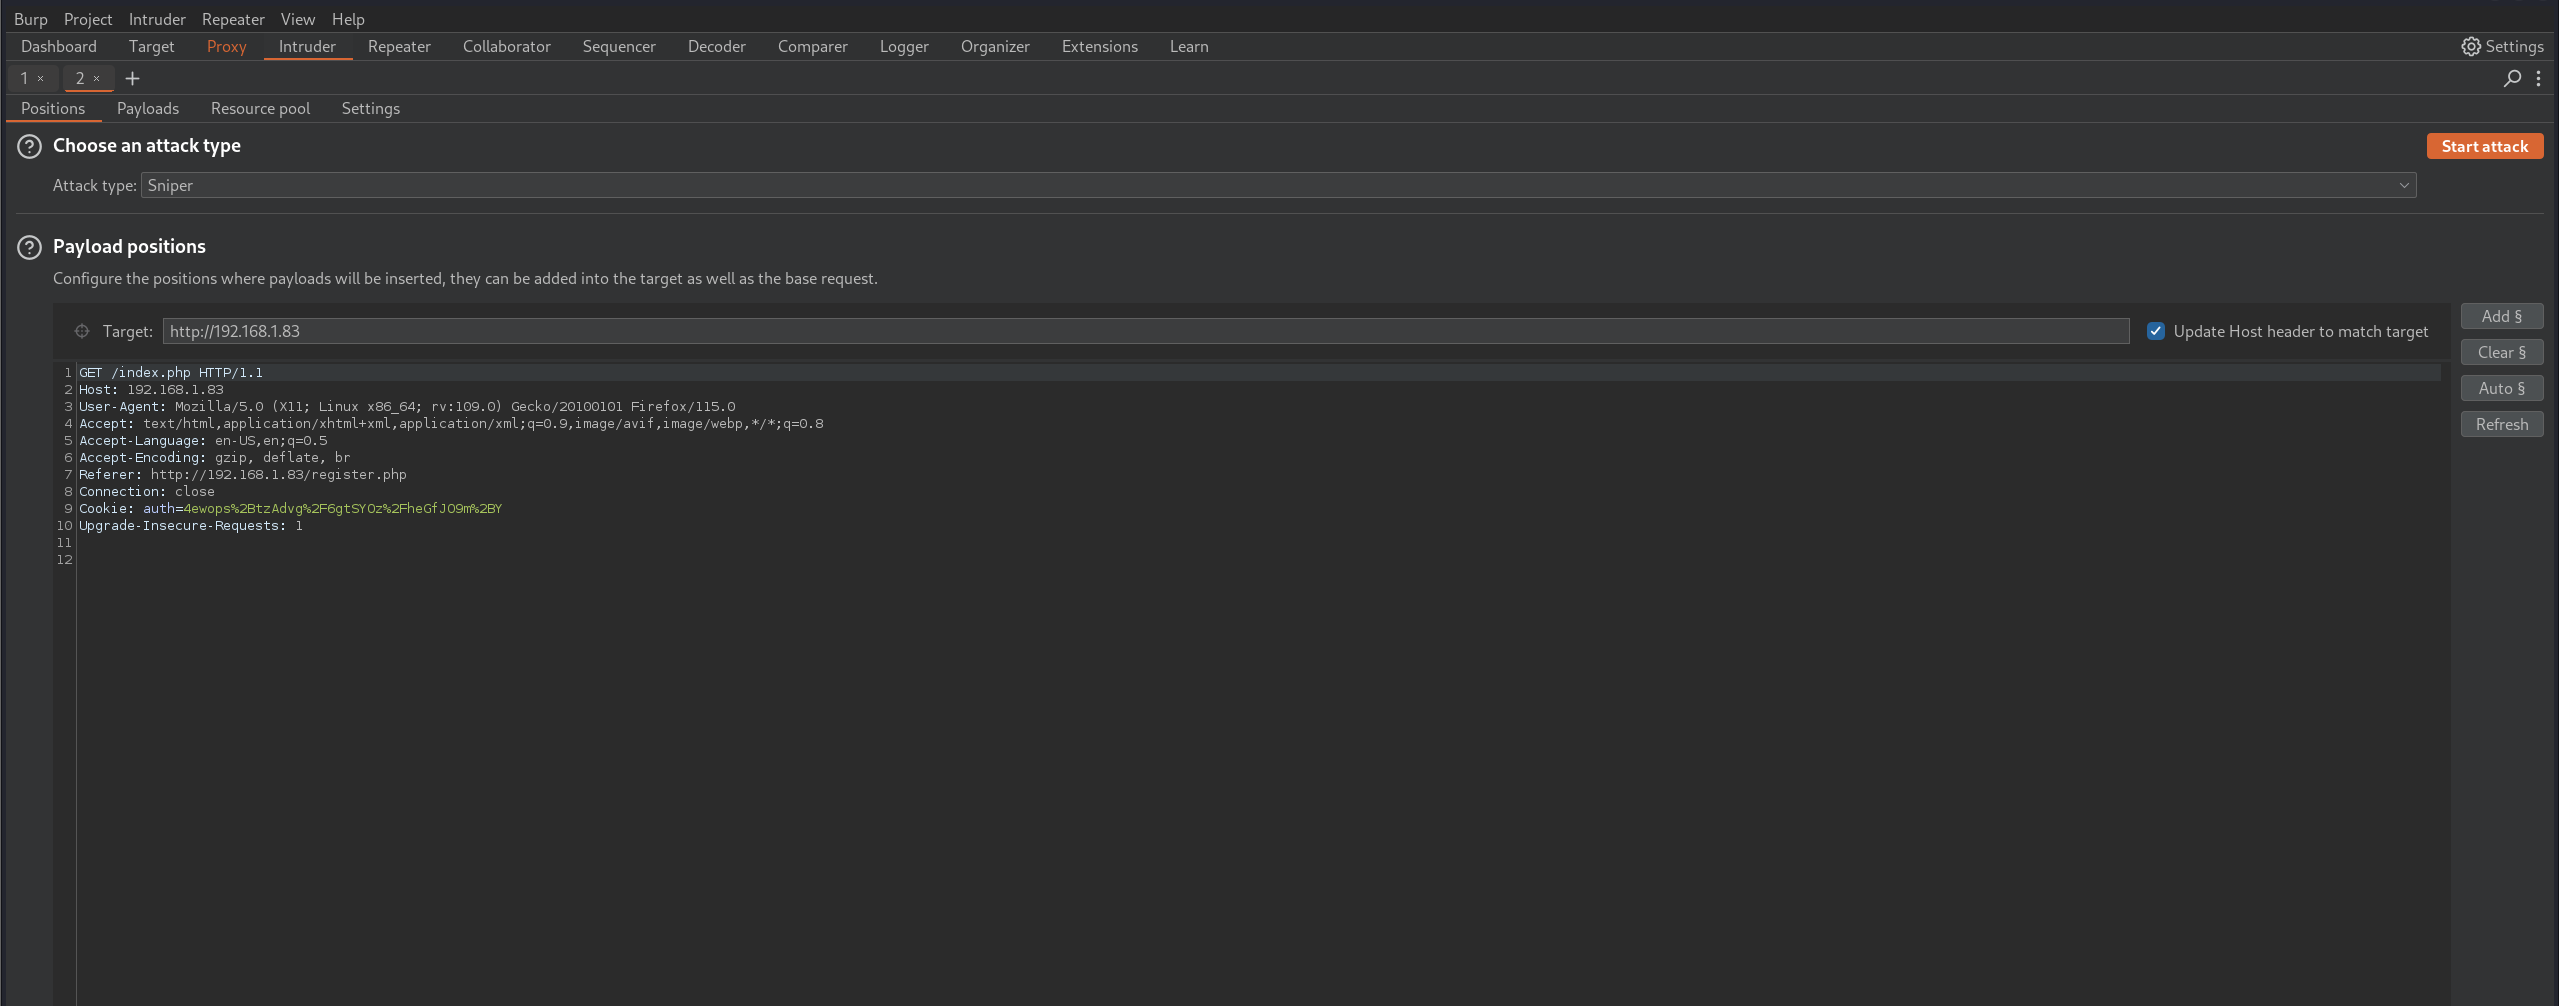 Burp Project Intruder Repeater View Help
Dashboard Target Proxy Intruder Repeater Collaborator Sequencer Decoder Comparer Logger Organizer Extensions Learn Settings
1 × 2 × +
Positions Payloads Resource pool Settings
? Choose an attack type Start attack
Attack type: Sniper
? Payload positions
Configure the positions where payloads will be inserted, they can be added into the target as well as the base request.
Add §
Target: http://192.168.1.83 Update Host header to match target
Clear §
Auto §
Refresh
1 GET /index.php HTTP/1.1
2 Host: 192.168.1.83
3 User-Agent: Mozilla/5.0 (X11; Linux x86_64; rv:109.0) Gecko/20100101 Firefox/115.0
4 Accept: text/html,application/xhtml+xml,application/xml;q=0.9,image/avif,image/webp,*/*;q=0.8
5 Accept-Language: en-US,en;q=0.5
6 Accept-Encoding: gzip, deflate, br
7 Referer: http://192.168.1.83/register.php
8 Connection: close
9 Cookie: auth=4ewops%2BtzAdvg%2F6gtSYOz%2FheGfJO9m%2BY
10 Upgrade-Insecure-Requests: 1
11
12